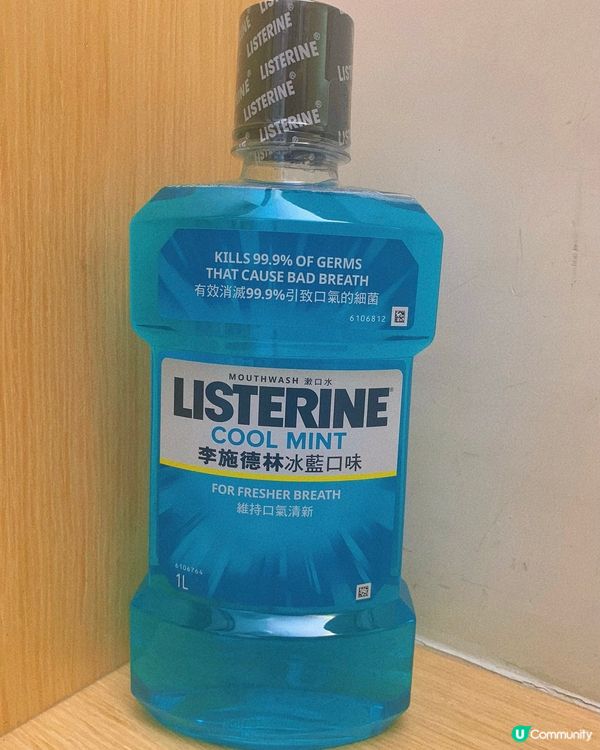 LISTERINE®
LISTERINE®
LISTERINE®
LISTERINE®
KILLS 99.9% OF GERMS
THAT CAUSE BAD BREATH
有效消滅99.9%引致口氣的細菌
6106812
MOUTHWASH 漱口水
LISTERINE®
COOL MINT
李施德林冰藍口味
FOR FRESHER BREATH
維持口氣清新
6106764
1L
U Community